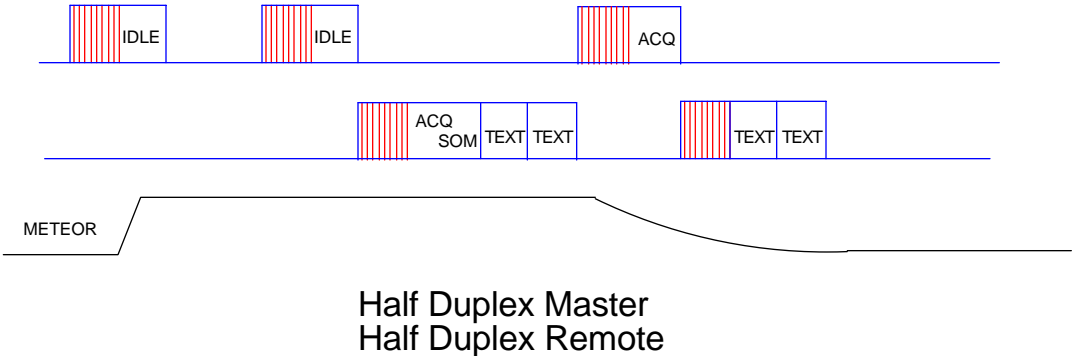 IDLE IDLE ACQ
ACQ
SOM TEXT TEXT TEXT TEXT
METEOR
Half Duplex Master
Half Duplex Remote